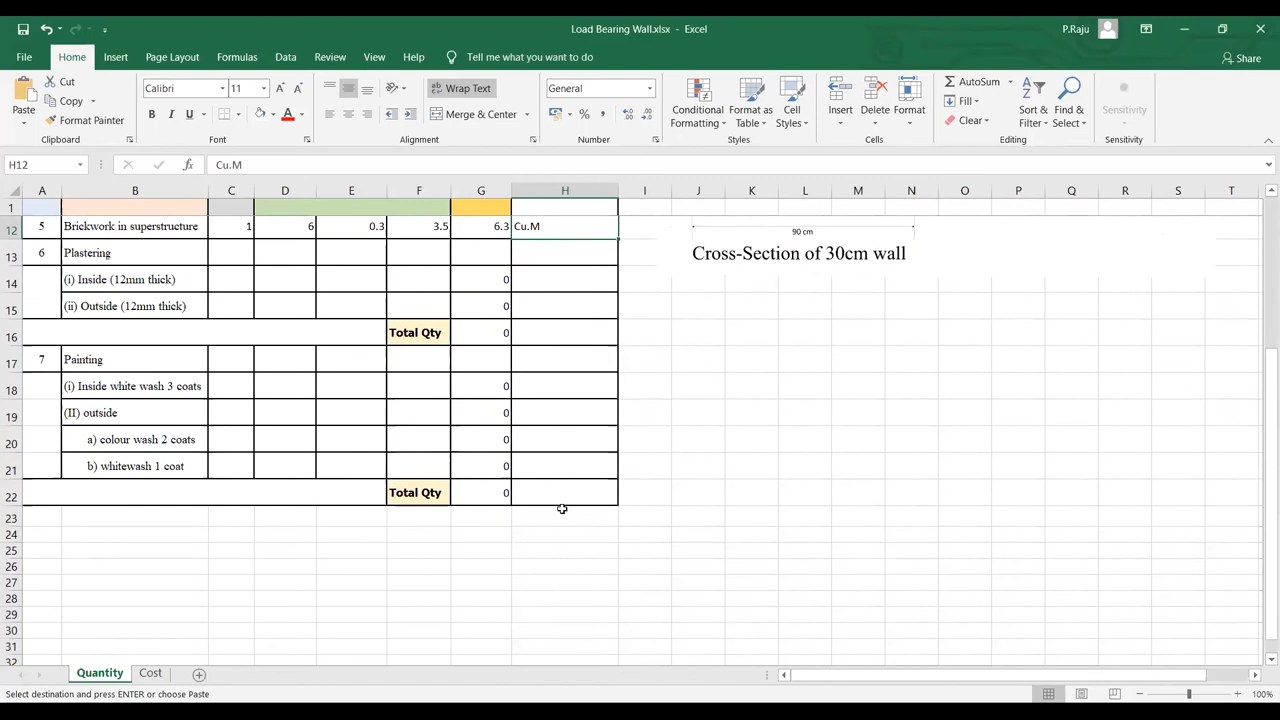 Load Bearing Wall.xlsx - Excel
P.Raju
File Home Insert Page Layout Formulas Data Review View Help Tell me what you want to do Share
Paste
Cut
Copy
Format Painter
Clipboard
Calibri 11
B I U
Font
Wrap Text
Merge & Center
Alignment
General
Number
Conditional Formatting
Format as Table
Cell Styles
Styles
Insert
Delete
Format
Cells
AutoSum
Fill
Clear
Sort & Filter
Find & Select
Editing
Sensitivity
Sensitivity
H12 fx Cu.M
A B C D E F G H I J K L M N O P Q R S T
1
12 5 Brickwork in superstructure 1 6 0.3 3.5 6.3 Cu.M
90 cm
Cross-Section of 30cm wall
13 6 Plastering
14 (i) Inside (12mm thick) 0
15 (ii) Outside (12mm thick) 0
16 Total Qty 0
17 7 Painting
18 (i) Inside white wash 3 coats 0
19 (II) outside 0
20 a) colour wash 2 coats 0
21 b) whitewash 1 coat 0
22 Total Qty 0
23
24
25
26
27
28
29
30
31
32
Quantity Cost
Select destination and press ENTER or choose Paste
100%